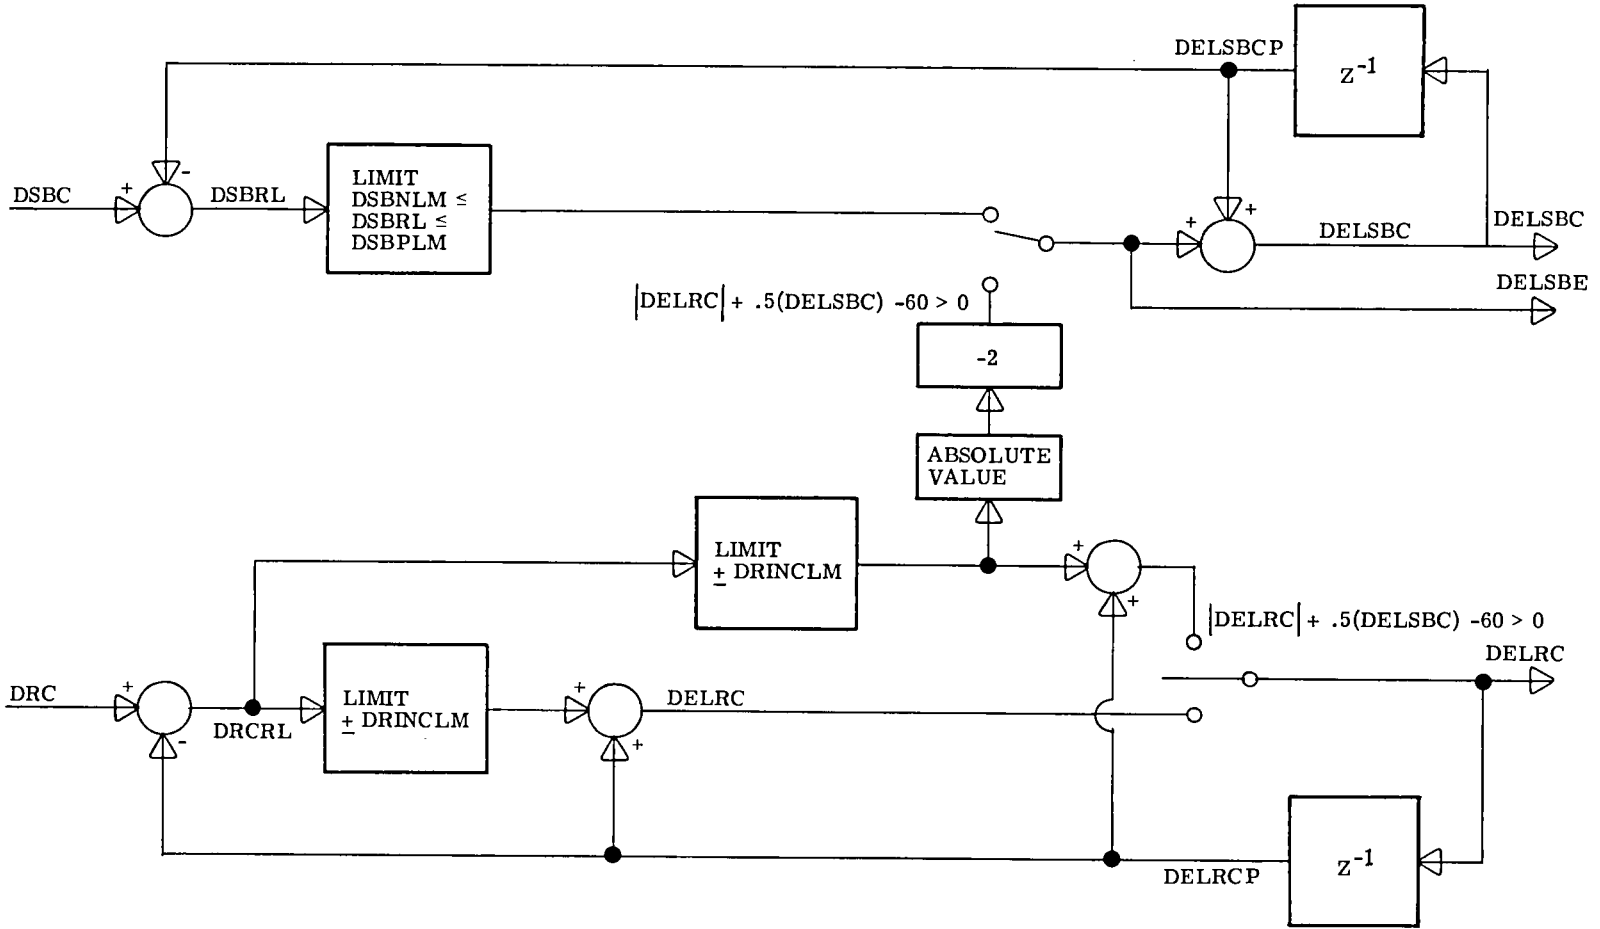 DELSBCP
Z⁻¹
DSBC
+
-
DSBRL
LIMIT
DSBNLM ≤
DSBRL ≤
DSBPLM
+
+
DELSBC
DELSBC
DELSBE
|DELRC| + .5(DELSBC) -60 > 0
-2
ABSOLUTE
VALUE
LIMIT
± DRINCLM
+
+
|DELRC| + .5(DELSBC) -60 > 0
DELRC
DRC
+
-
DRCRL
LIMIT
± DRINCLM
+
+
DELRC
DELRCP
Z⁻¹